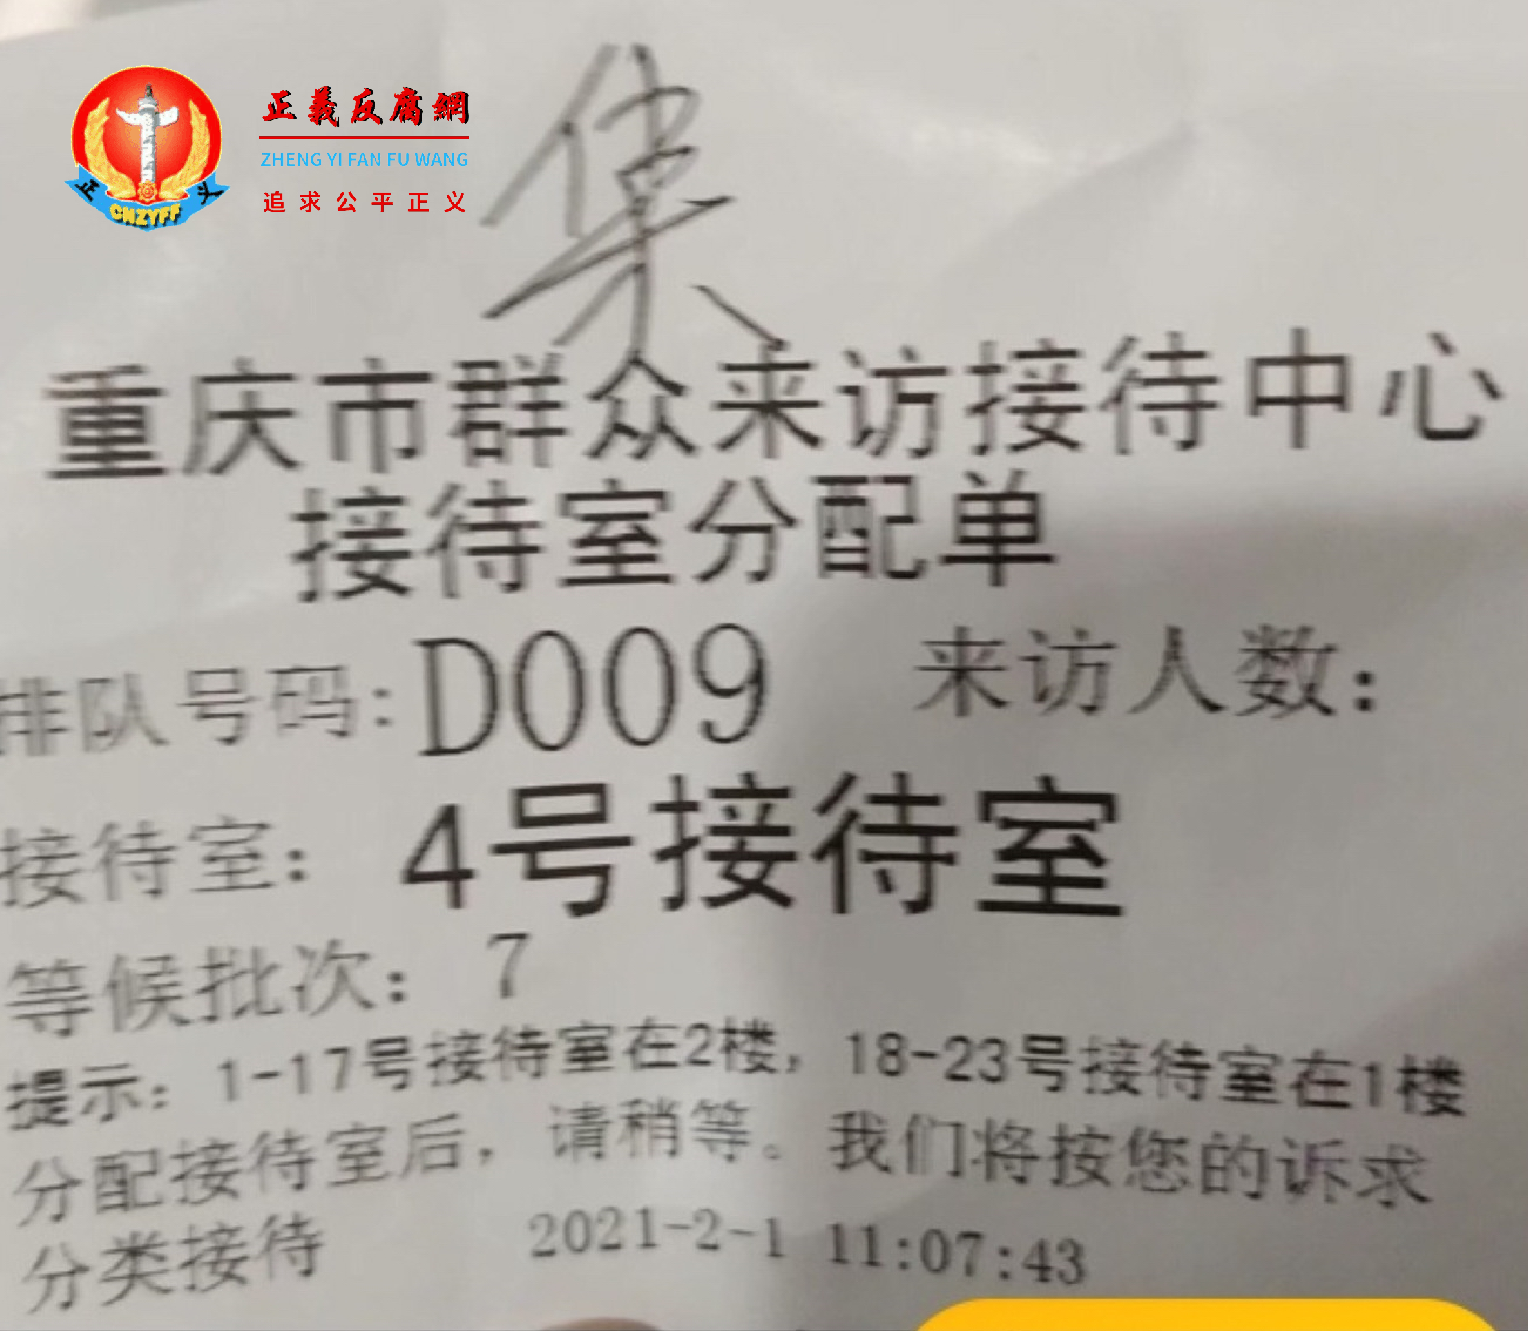 正義反腐網
ZHENG YI FAN FU WANG
追求公平正义
正义
CNZYFF
集
重庆市群众来访接待中心
接待室分配单
排队号码:D009 来访人数：
接待室：4号接待室
等候批次：7
提示：1-17号接待室在2楼，18-23号接待室在1楼
分配接待室后，请稍等。我们将按您的诉求
分类接待 2021-2-1 11:07:43